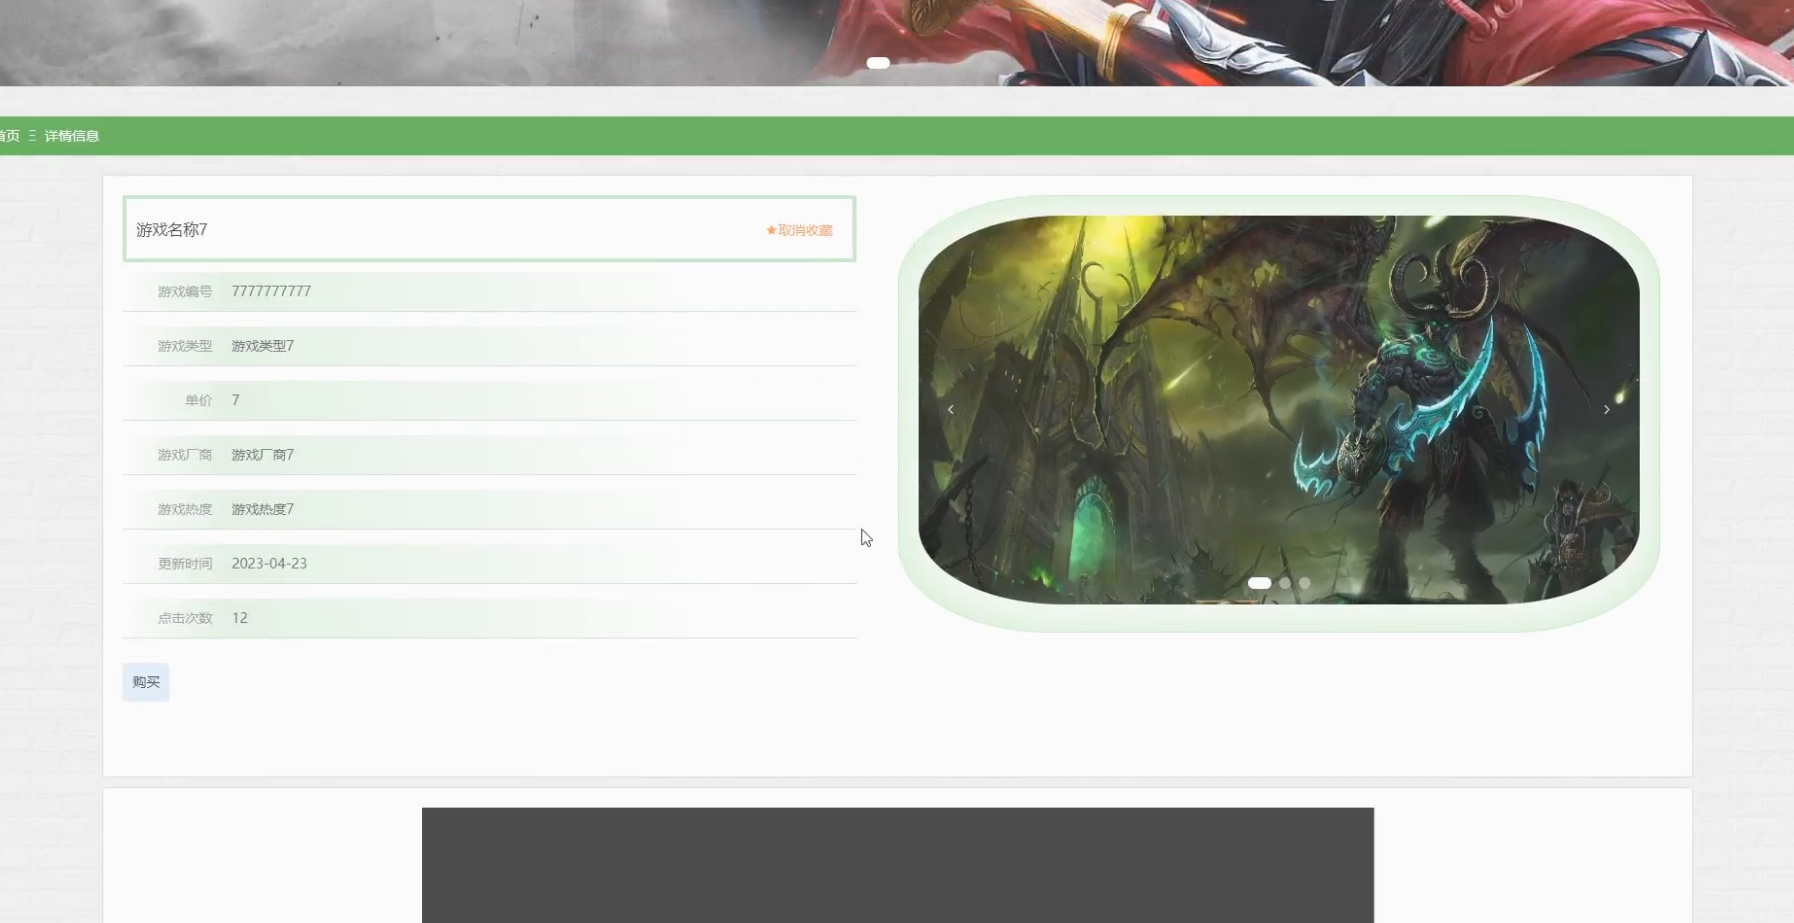 首页 Ξ 详情信息
游戏名称7 ★取消收藏
游戏编号 7777777777
游戏类型 游戏类型7
单价 7
游戏厂商 游戏厂商7
游戏热度 游戏热度7
更新时间 2023-04-23
点击次数 12
购买